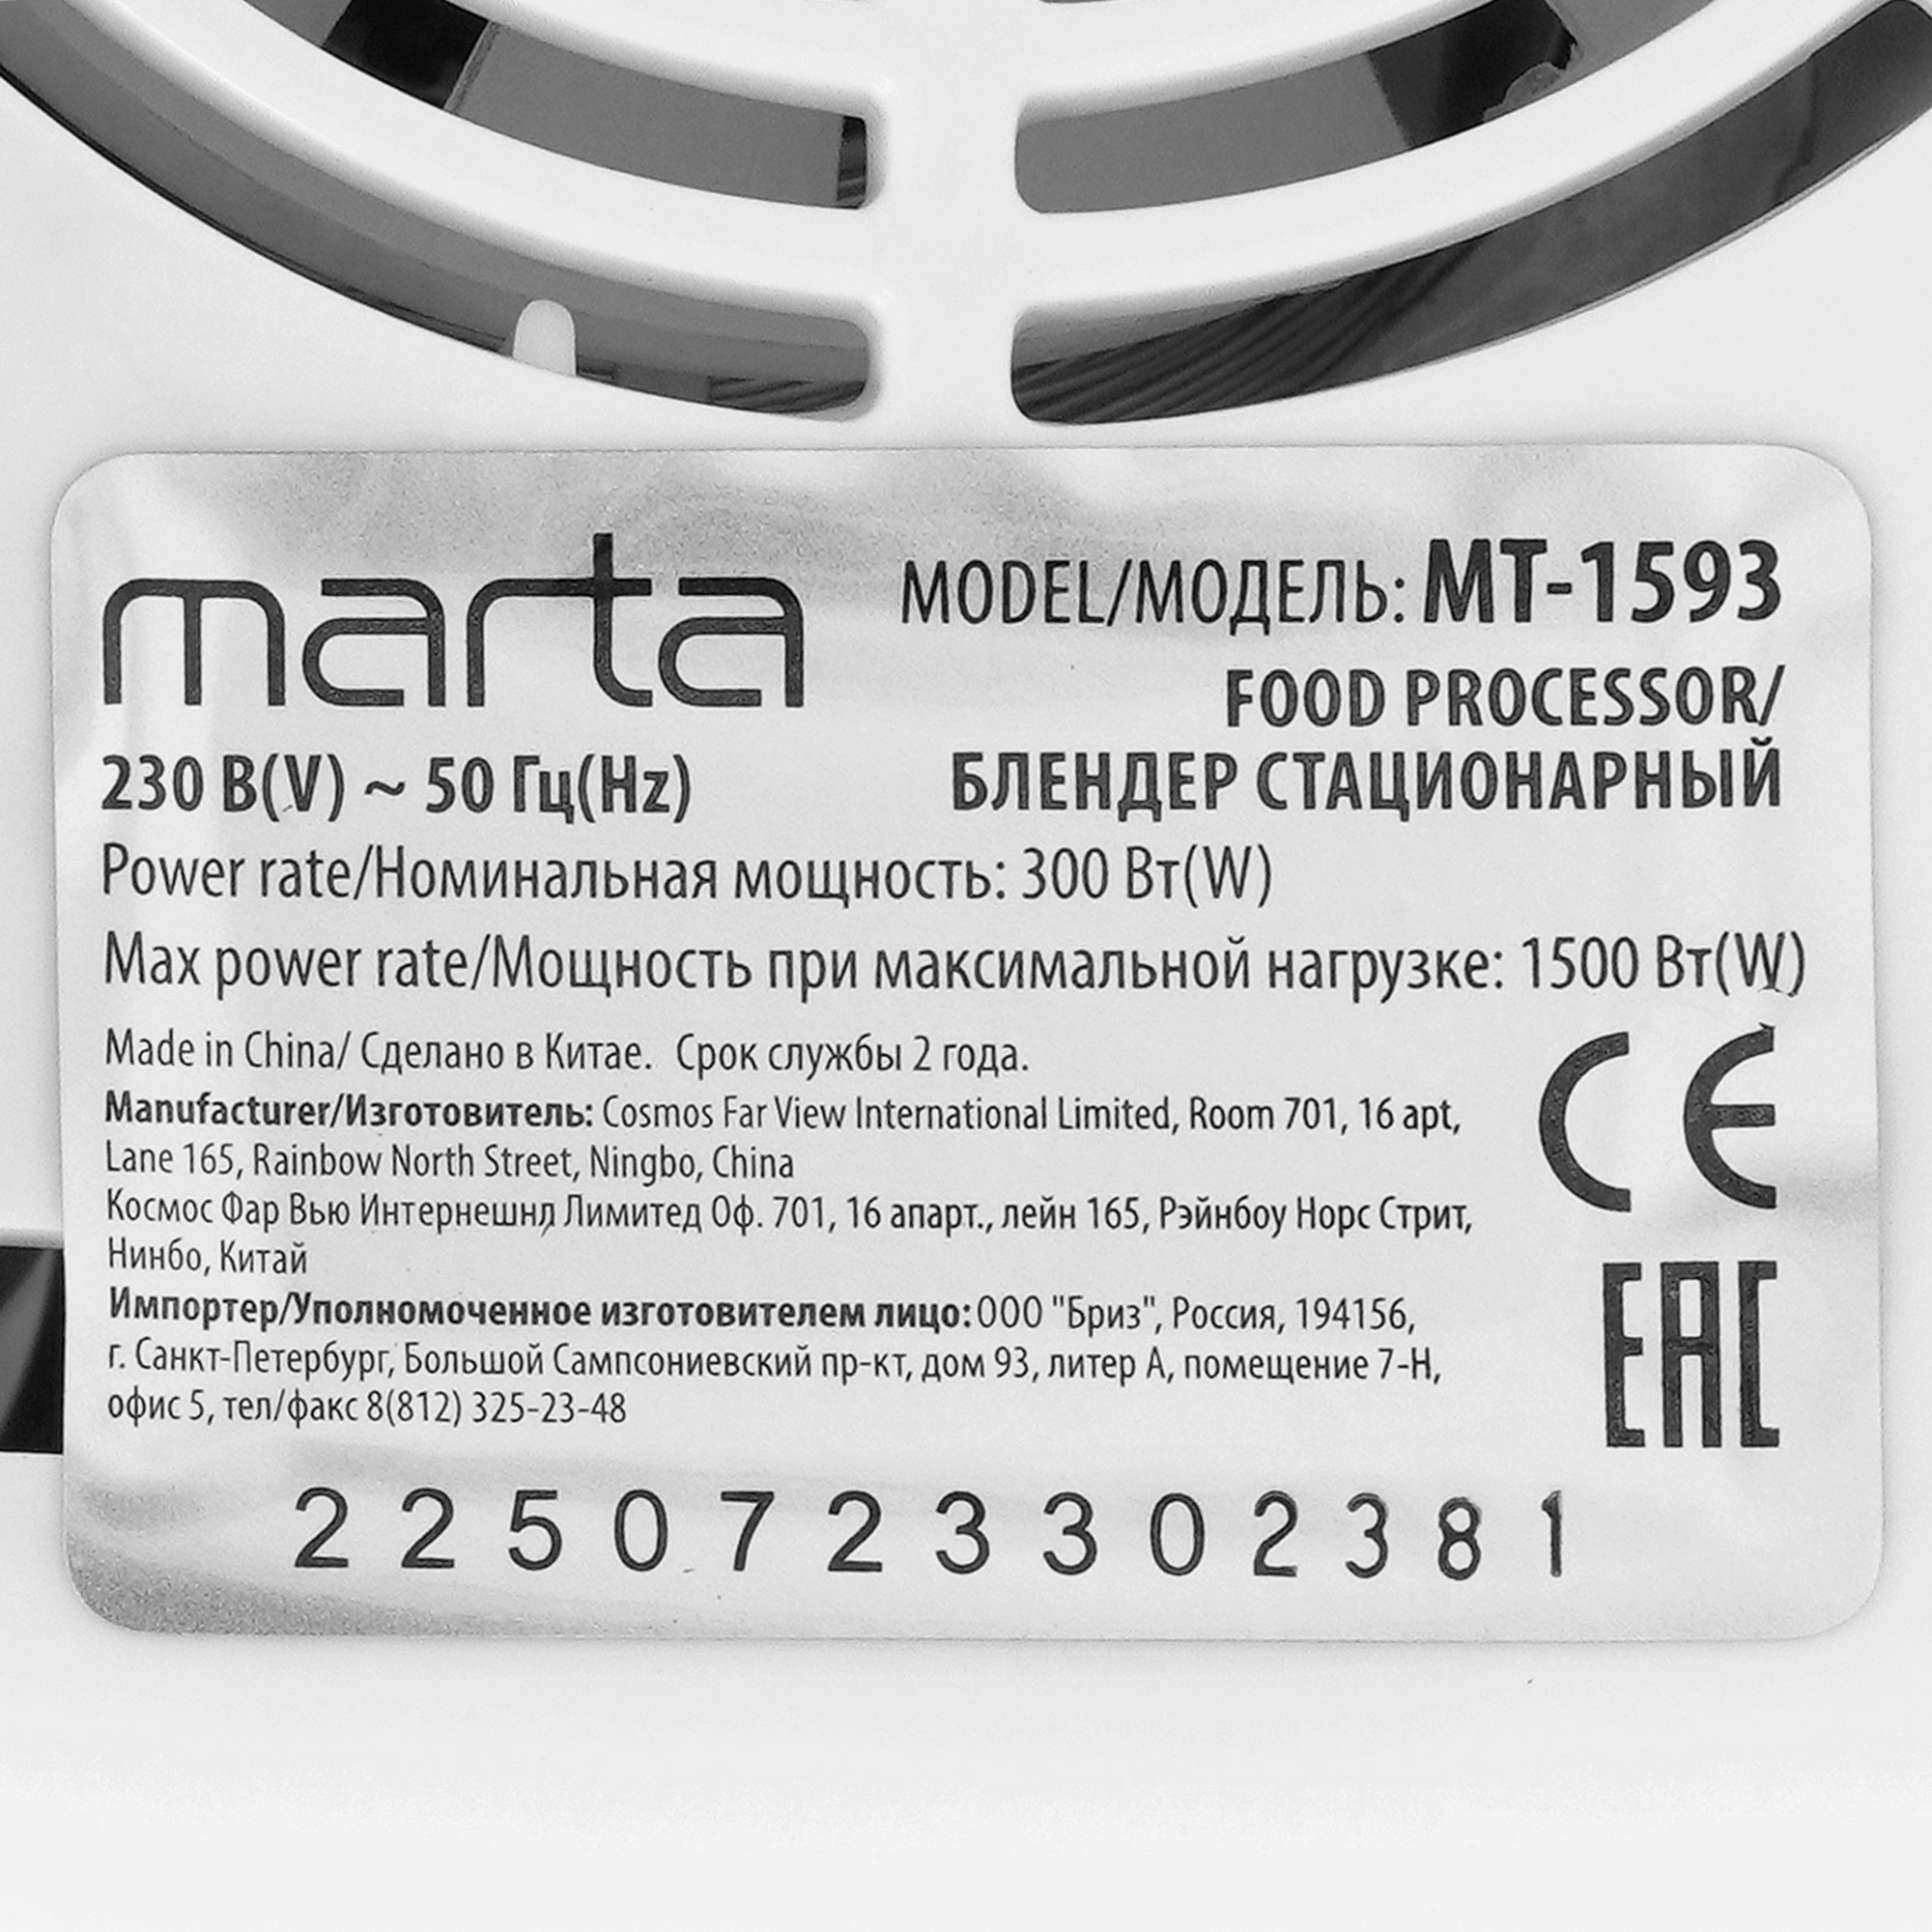 marta
MODEL/МОДЕЛЬ: MT-1593
FOOD PROCESSOR/
БЛЕНДЕР СТАЦИОНАРНЫЙ
230 В(V) ~ 50 Гц(Hz)
Power rate/Номинальная мощность: 300 Вт(W)
Max power rate/Мощность при максимальной нагрузке: 1500 Вт(W)
Made in China/ Сделано в Китае. Срок службы 2 года.
Manufacturer/Изготовитель: Cosmos Far View International Limited, Room 701, 16 apt,
Lane 165, Rainbow North Street, Ningbo, China
Космос Фар Вью Интернешнл Лимитед Оф. 701, 16 апарт., лейн 165, Рэйнбоу Норс Стрит,
Нинбо, Китай
Импортер/Уполномоченное изготовителем лицо: ООО "Бриз", Россия, 194156,
г. Санкт-Петербург, Большой Сампсониевский пр-кт, дом 93, литер А, помещение 7-Н,
офис 5, тел/факс 8(812) 325-23-48
CE
EAC
2 2 5 0 7 2 3 3 0 2 3 8 1